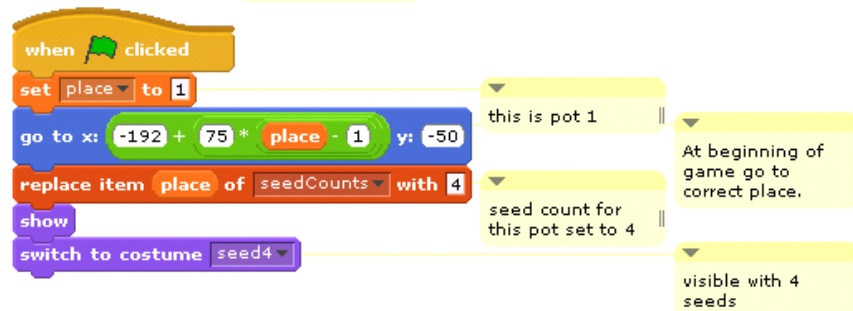 when clicked
set place to 1
this is pot 1
go to x: -192 + 75 * place - 1 y: -50
At beginning of
game go to
correct place.
replace item place of seedCounts with 4
seed count for
this pot set to 4
show
switch to costume seed4
visible with 4
seeds